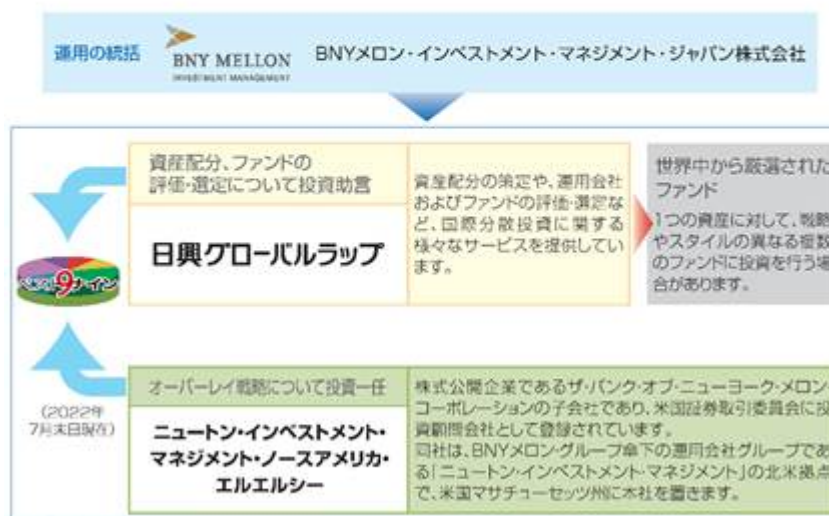 運用の統括
BNY MELLON
INVESTMENT MANAGEMENT
BNYメロン・インベストメント・マネジメント・ジャパン株式会社
資産配分、ファンドの
評価・選定について投資助言
日興グローバルラップ
資産配分の策定や、運用会社
およびファンドの評価・選定な
ど、国際分散投資に関する
様々なサービスを提供してい
ます。
世界中から厳選された
ファンド
1つの資産に対して、戦略
やスタイルの異なる複数
のファンドに投資を行う場
合があります。
ベスト9ナイン
(2022年
7月末日現在)
オーバーレイ戦略について投資一任
ニュートン・インベストメント・
マネジメント・ノースアメリカ・
エルエルシー
株式公開企業であるザ・バンク・オブ・ニューヨーク・メロン・
コーポレーションの子会社であり、米国証券取引委員会に投
資顧問会社として登録されています。
同社は、BNYメロン・グループ傘下の運用会社グループであ
る「ニュートン・インベストメント・マネジメント」の北米拠点
で、米国マサチューセッツ州に本社を置きます。